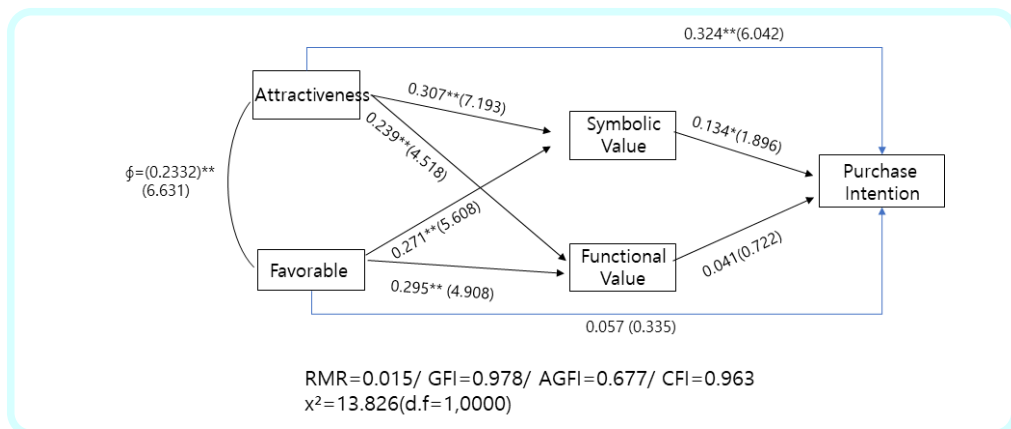 0.324**(6.042)
Attractiveness
0.307**(7.193)
0.239**(4.518)
Symbolic
Value
0.134*(1.896)
Purchase
Intention
∮=(0.2332)**
(6.631)
0.271**(5.608)
Favorable
0.295** (4.908)
Functional
Value
0.041(0.722)
0.057 (0.335)
RMR=0.015/ GFI=0.978/ AGFI=0.677/ CFI=0.963
x²=13.826(d.f=1,0000)